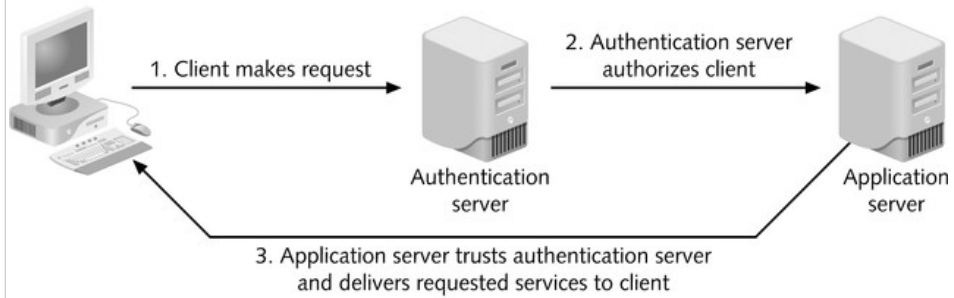 1. Client makes request
2. Authentication server
authorizes client
Authentication
server
Application
server
3. Application server trusts authentication server
and delivers requested services to client